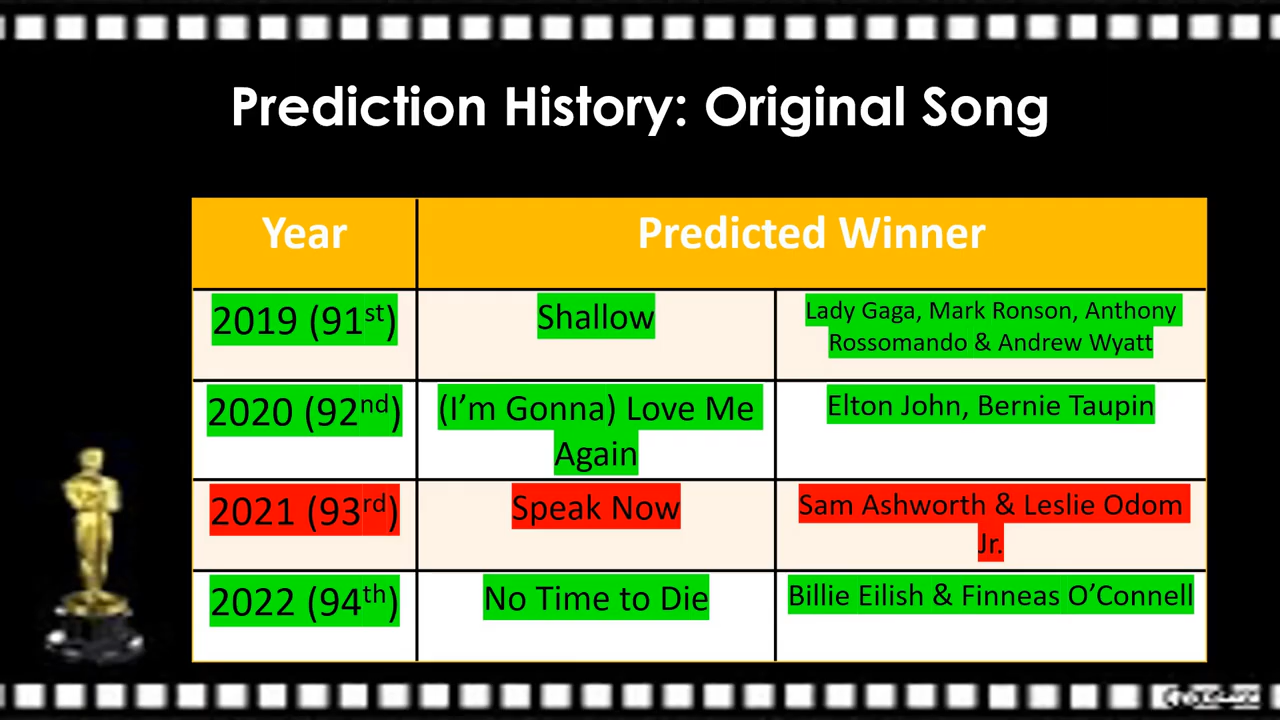 Prediction History: Original Song
Year
Predicted Winner
2019 (91st)
Shallow
Lady Gaga, Mark Ronson, Anthony
Rossomando & Andrew Wyatt
2020 (92nd)
(I’m Gonna) Love Me
Again
Elton John, Bernie Taupin
2021 (93rd)
Speak Now
Sam Ashworth & Leslie Odom
Jr.
2022 (94th)
No Time to Die
Billie Eilish & Finneas O’Connell